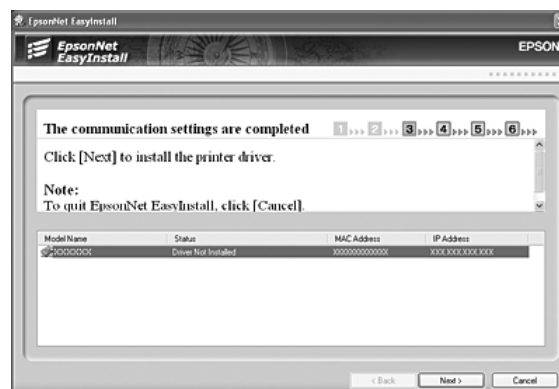 EpsonNet EasyInstall
EpsonNet
EasyInstall
EPSON
The communication settings are completed
1 2 3 4 5 6
Click [Next] to install the printer driver.
Note:
To quit EpsonNet EasyInstall, click [Cancel].
Model Name Status MAC Address IP Address
XXXXXXX Driver Not Installed XXXXXXXXXXXX XXX.XXX.XXX.XXX
< Back Next > Cancel